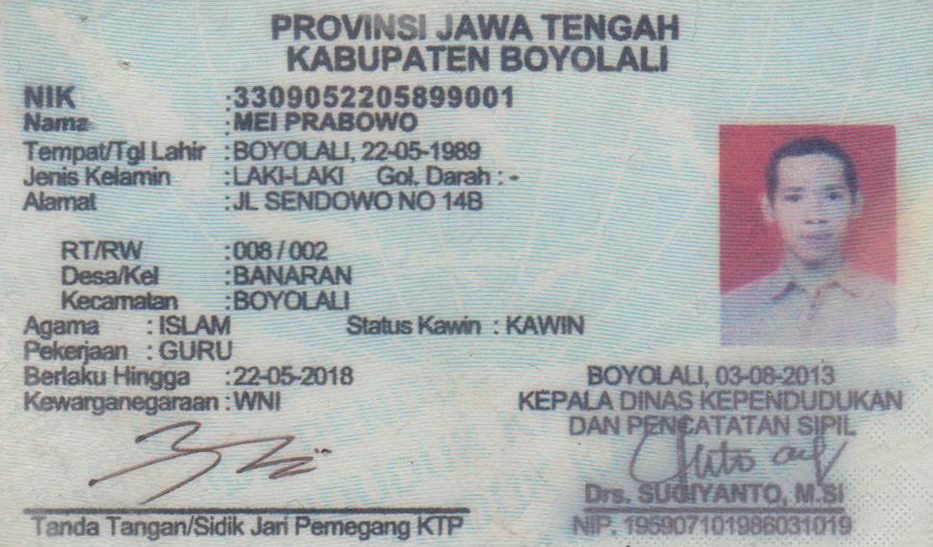 PROVINSI JAWA TENGAH
KABUPATEN BOYOLALI
NIK :3309052205899001
Nama :MEI PRABOWO
Tempat/Tgl Lahir :BOYOLALI, 22-05-1989
Jenis Kelamin :LAKI-LAKI Gol. Darah : -
Alamat :JL SENDOWO NO 14B
RT/RW :008 / 002
Desa/Kel :BANARAN
Kecamatan :BOYOLALI
Agama : ISLAM Status Kawin : KAWIN
Pekerjaan : GURU
Berlaku Hingga :22-05-2018
Kewarganegaraan :WNI
BOYOLALI, 03-08-2013
KEPALA DINAS KEPENDUDUKAN
DAN PENCATATAN SIPIL
Drs. SUGIYANTO, M.SI
NIP. 195907101986031019
Tanda Tangan/Sidik Jari Pemegang KTP